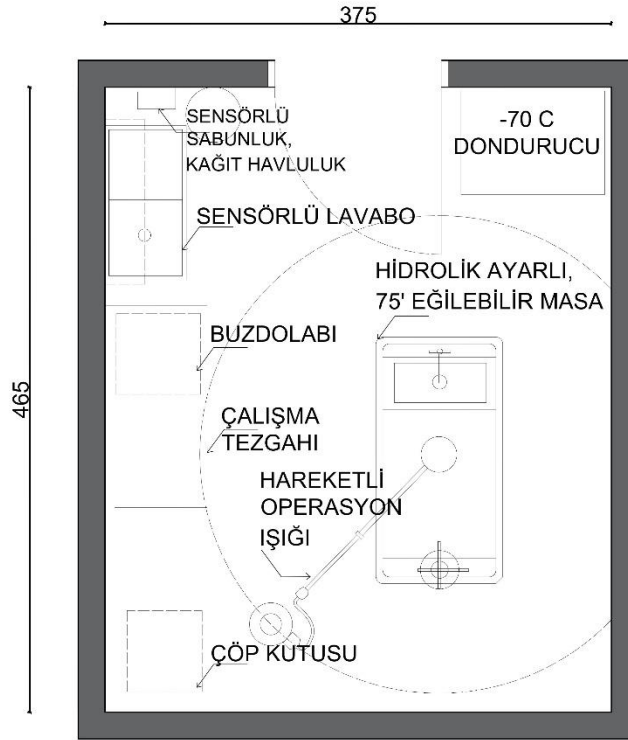 375
SENSÖRLÜ
SABUNLUK,
KAĞIT HAVLULUK
-70 C
DONDURUCU
SENSÖRLÜ LAVABO
HİDROLİK AYARLI,
75' EĞİLEBİLİR MASA
BUZDOLABI
465
ÇALIŞMA
TEZGAHI
HAREKETLİ
OPERASYON
IŞIĞI
ÇÖP KUTUSU